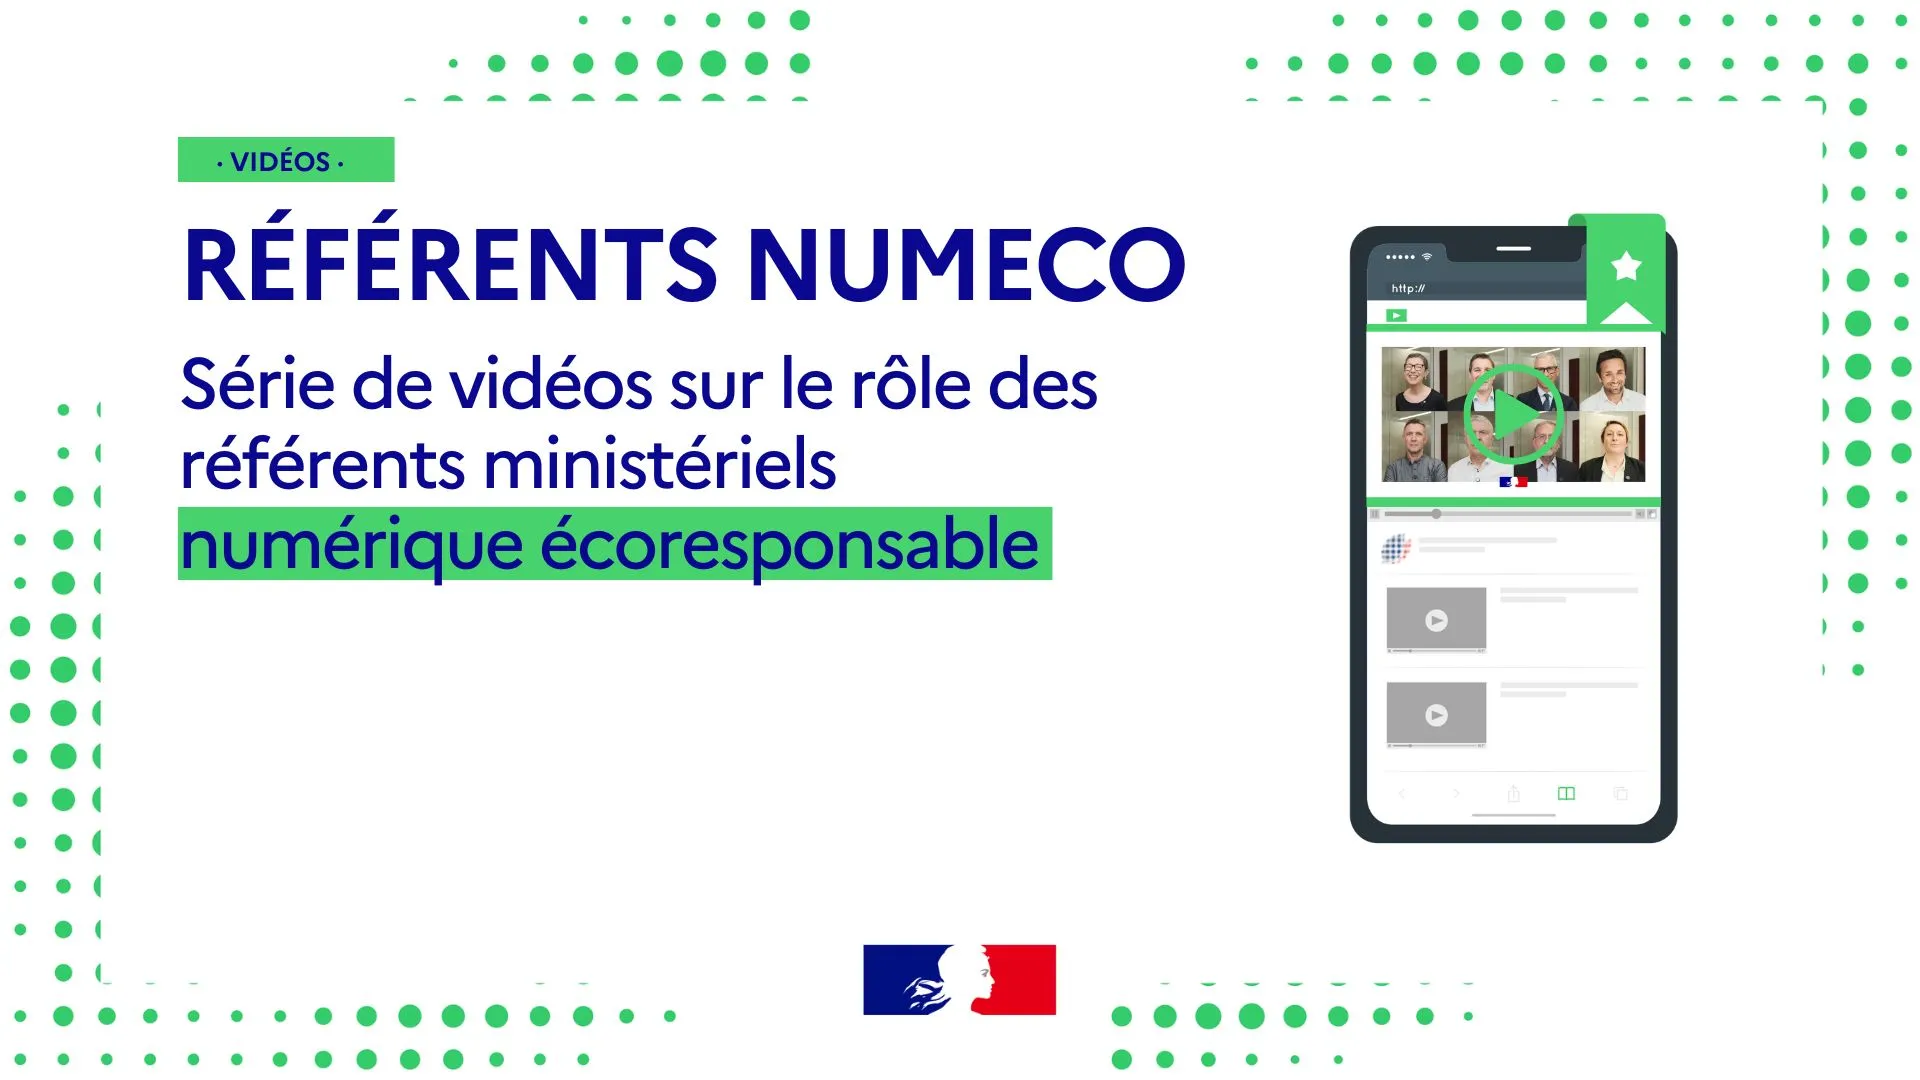 · VIDÉOS ·
RÉFÉRENTS NUMECO
Série de vidéos sur le rôle des
référents ministériels
numérique écoresponsable
http://